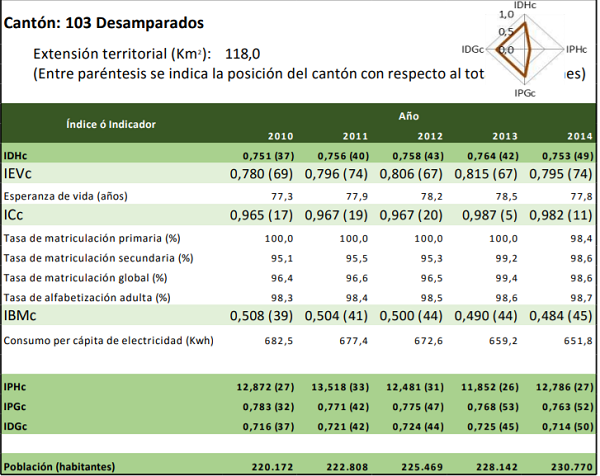 Cantón: 103 Desamparados
IDHc
1,0
0,5
0,0
IDGc
IPHc
IPGc
Extensión territorial (Km²): 118,0
(Entre paréntesis se indica la posición del cantón con respecto al tot es)
Índice ó Indicador Año
2010 2011 2012 2013 2014
IDHc 0,751 (37) 0,756 (40) 0,758 (43) 0,764 (42) 0,753 (49)
IEVc 0,780 (69) 0,796 (74) 0,806 (67) 0,815 (67) 0,795 (74)
Esperanza de vida (años) 77,3 77,9 78,2 78,5 77,8
ICc 0,965 (17) 0,967 (19) 0,967 (20) 0,987 (5) 0,982 (11)
Tasa de matriculación primaria (%) 100,0 100,0 100,0 100,0 98,4
Tasa de matriculación secundaria (%) 95,1 95,5 95,3 99,2 98,6
Tasa de matriculación global (%) 96,4 96,6 96,5 99,4 98,6
Tasa de alfabetización adulta (%) 98,3 98,4 98,5 98,6 98,7
IBMc 0,508 (39) 0,504 (41) 0,500 (44) 0,490 (44) 0,484 (45)
Consumo per cápita de electricidad (Kwh) 682,5 677,4 672,6 659,2 651,8
IPHc 12,872 (27) 13,518 (33) 12,481 (31) 11,852 (26) 12,786 (27)
IPGc 0,783 (32) 0,771 (42) 0,775 (47) 0,768 (53) 0,763 (52)
IDGc 0,716 (37) 0,721 (42) 0,724 (44) 0,725 (45) 0,714 (50)
Población (habitantes) 220.172 222.808 225.469 228.142 230.770